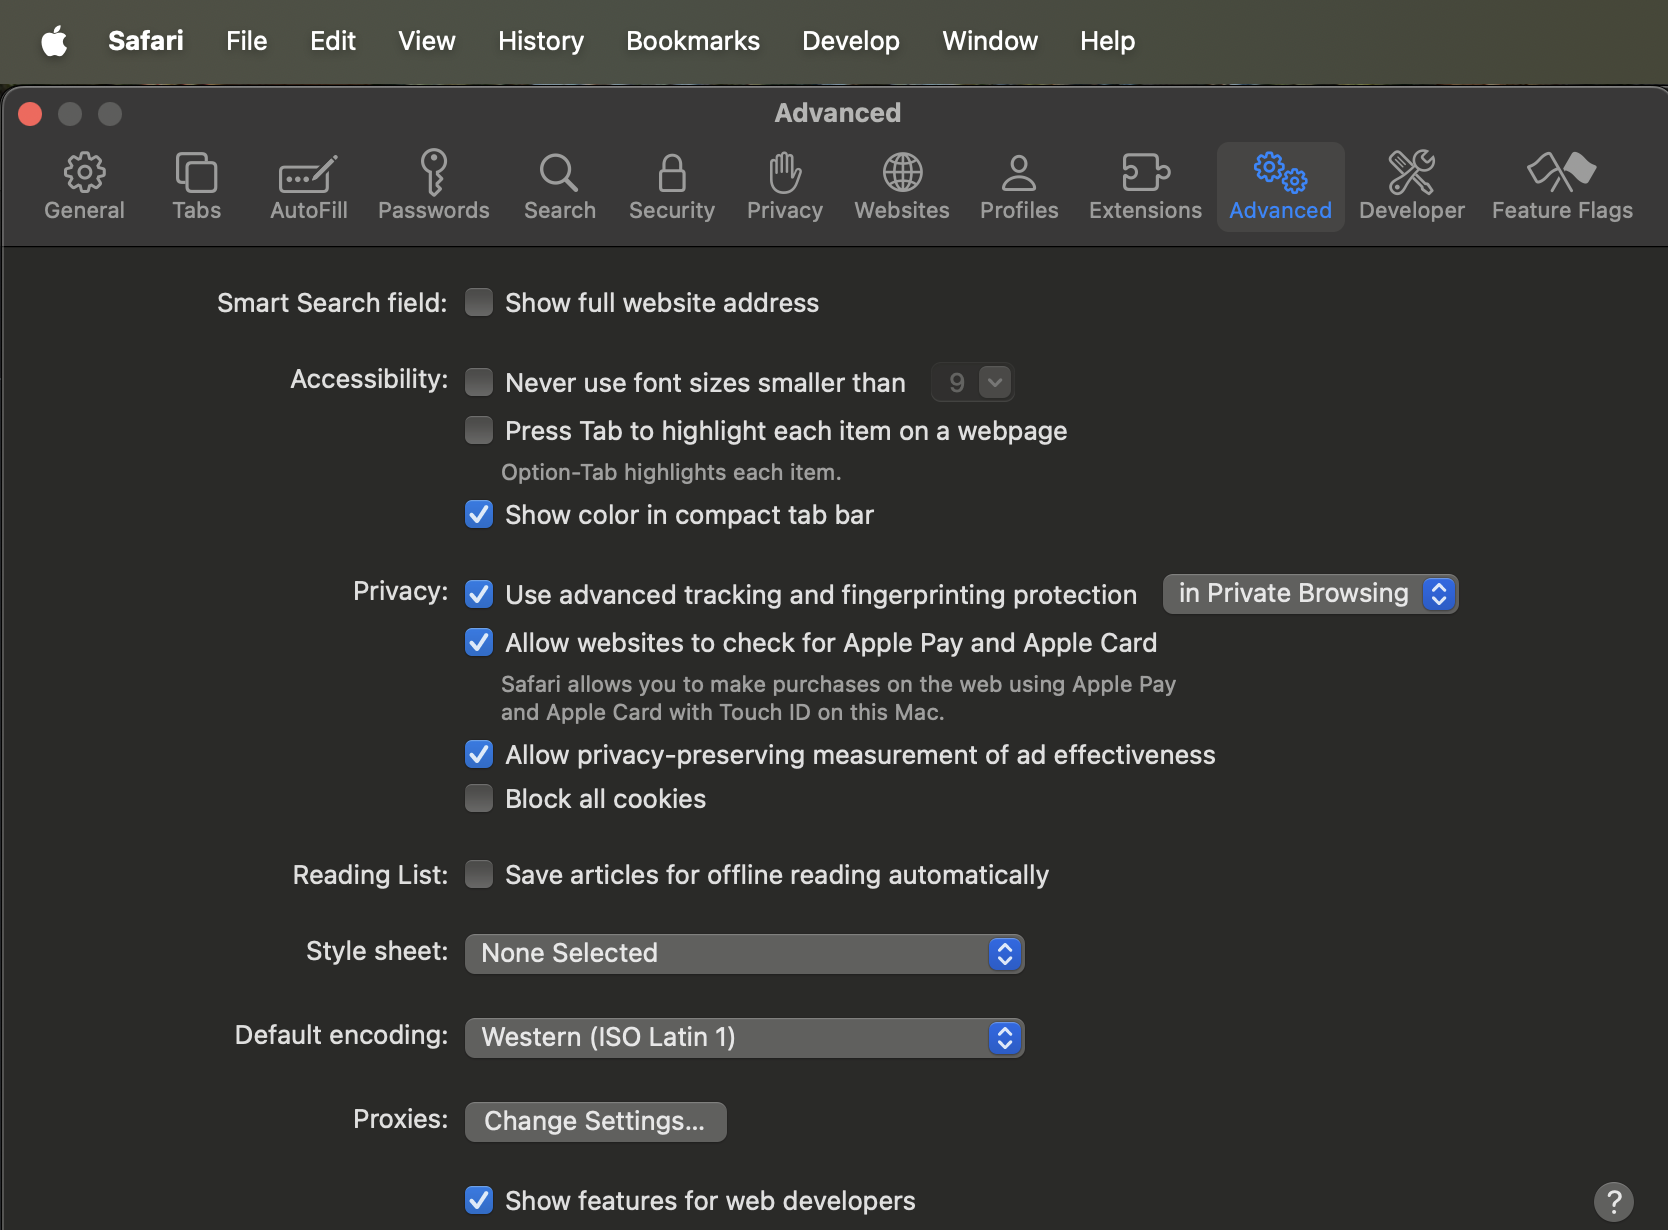 Safari File Edit View History Bookmarks Develop Window Help
Advanced
General Tabs AutoFill Passwords Search Security Privacy Websites Profiles Extensions Advanced Developer Feature Flags
Smart Search field: Show full website address
Accessibility: Never use font sizes smaller than 9
Press Tab to highlight each item on a webpage
Option-Tab highlights each item.
Show color in compact tab bar
Privacy: Use advanced tracking and fingerprinting protection in Private Browsing
Allow websites to check for Apple Pay and Apple Card
Safari allows you to make purchases on the web using Apple Pay
and Apple Card with Touch ID on this Mac.
Allow privacy-preserving measurement of ad effectiveness
Block all cookies
Reading List: Save articles for offline reading automatically
Style sheet: None Selected
Default encoding: Western (ISO Latin 1)
Proxies: Change Settings...
Show features for web developers
?